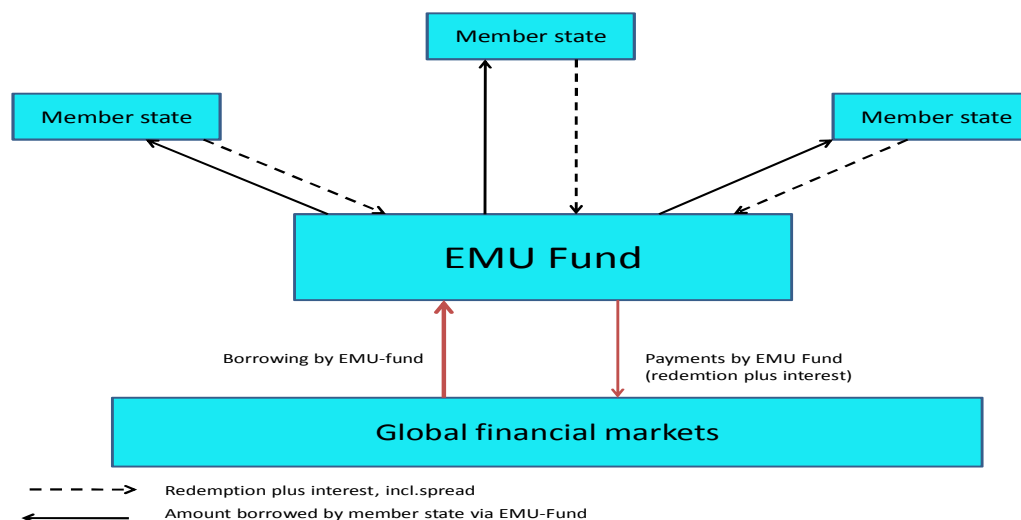 Member state
Member state
Member state
EMU Fund
Borrowing by EMU-fund
Payments by EMU Fund
(redemtion plus interest)
Global financial markets
Redemption plus interest, incl.spread
Amount borrowed by member state via EMU-Fund